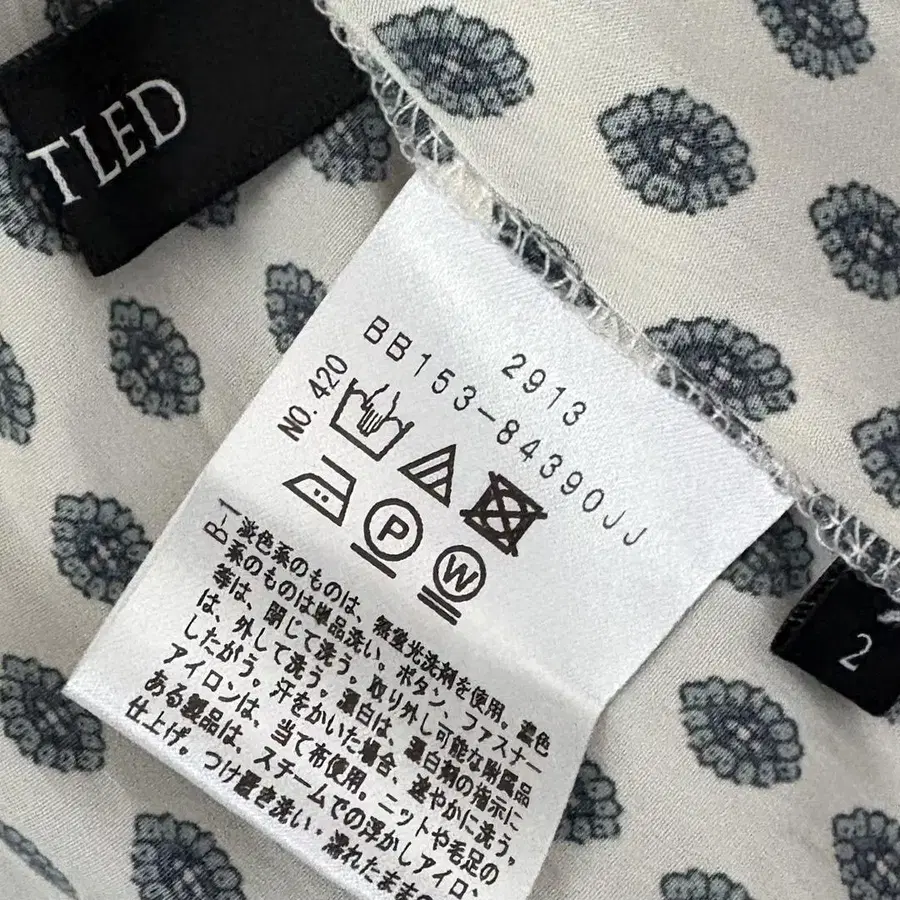 TLED
2913
BB153-84390JJ
NO. 420
P
W
B-1
淡色系のものは、無蛍光洗剤を使用。濃色
系のものは単品洗い。ボタン、ファスナー
等は、閉じて洗う。取り外し可能な附属品
は、外して洗う。漂白は、漂白剤の指示に
したがう。汗をかいた場合、速やかに洗う。
アイロンは、当て布使用。ニットや毛足の
ある製品は、スチームでの浮かしアイロ、
仕上げ。つけ置き洗い・濡れたままの
2